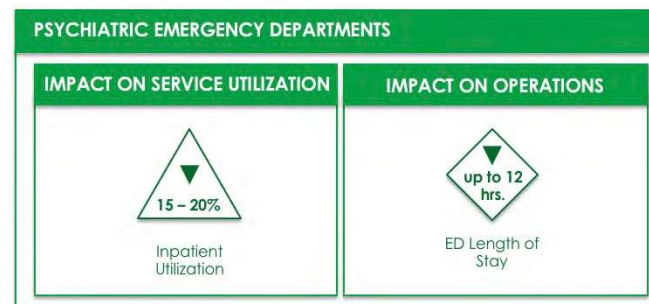 PSYCHIATRIC EMERGENCY DEPARTMENTS
IMPACT ON SERVICE UTILIZATION
15 – 20%
Inpatient
Utilization
IMPACT ON OPERATIONS
up to 12
hrs.
ED Length of
Stay